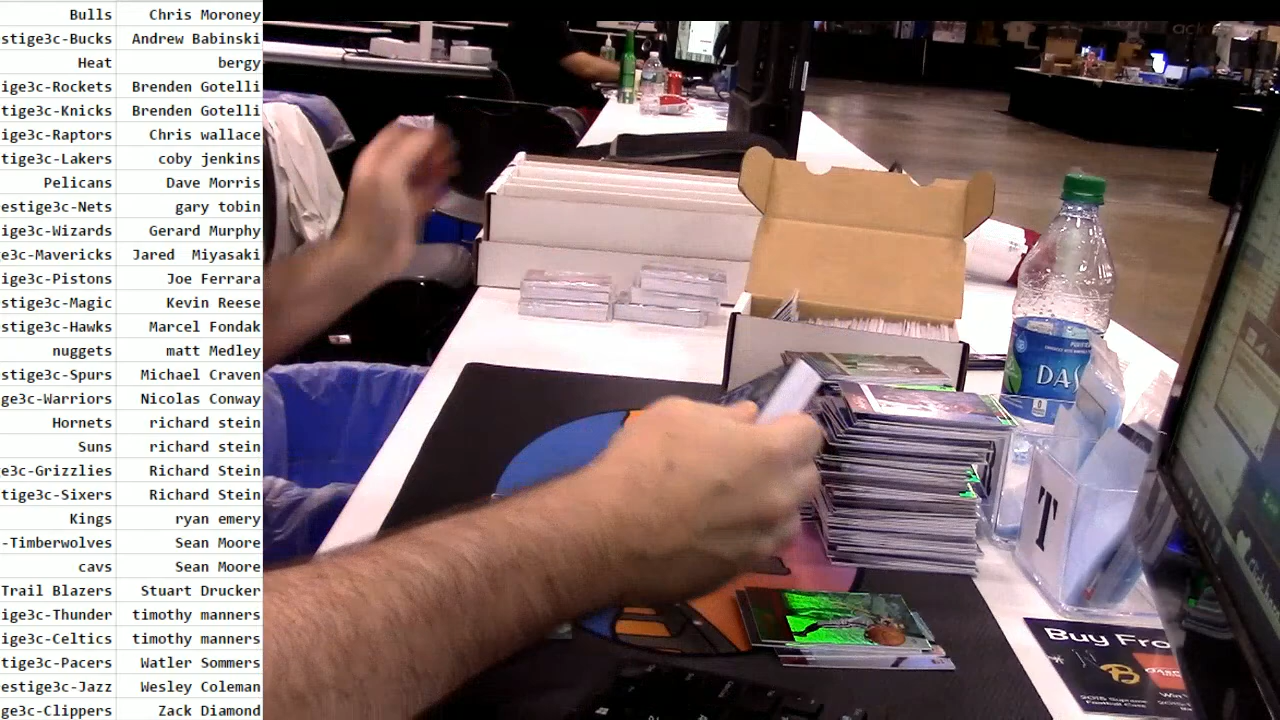 Bulls Chris Moroney
stige3c-Bucks Andrew Babinski
Heat bergy
ige3c-Rockets Brenden Gotelli
tige3c-Knicks Brenden Gotelli
ige3c-Raptors Chris wallace
tige3c-Lakers coby jenkins
Pelicans Dave Morris
estige3c-Nets gary tobin
ige3c-Wizards Gerard Murphy
e3c-Mavericks Jared  Miyasaki
ige3c-Pistons Joe Ferrara
stige3c-Magic Kevin Reese
stige3c-Hawks Marcel Fondak
nuggets matt Medley
stige3c-Spurs Michael Craven
ge3c-Warriors Nicolas Conway
Hornets richard stein
Suns richard stein
e3c-Grizzlies Richard Stein
tige3c-Sixers Richard Stein
Kings ryan emery
-Timberwolves Sean Moore
cavs Sean Moore
Trail Blazers Stuart Drucker
ige3c-Thunder timothy manners
ige3c-Celtics timothy manners
tige3c-Pacers Watler Sommers
estige3c-Jazz Wesley Coleman
ge3c-Clippers Zack Diamond
DAS
T
Buy Fro
B